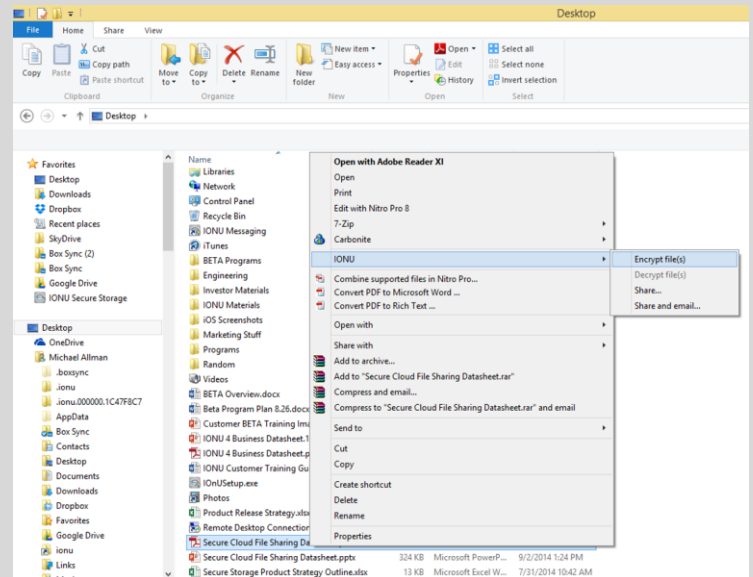 Desktop
File Home Share View
Copy
Paste
Cut
Copy path
Paste shortcut
Clipboard
Move to
Copy to
Delete
Rename
Organize
New folder
New item
Easy access
New
Properties
Open
Edit
History
Open
Select all
Select none
Invert selection
Select
Desktop
Favorites
Desktop
Downloads
Dropbox
Recent places
SkyDrive
Box Sync (2)
Box Sync
Google Drive
IONU Secure Storage
Desktop
OneDrive
Michael Allman
.boxsync
.ionu
.ionu.000000.1C47F8C7
AppData
Box Sync
Contacts
Desktop
Documents
Downloads
Dropbox
Favorites
Google Drive
ionu
Links
Name
Libraries
Network
Control Panel
Recycle Bin
IONU Messaging
iTunes
BETA Programs
Engineering
Investor Materials
IONU Materials
iOS Screenshots
Marketing Stuff
Programs
Random
Videos
BETA Overview.docx
Beta Program Plan 8.26.docx
Customer BETA Training Ima
IONU 4 Business Datasheet.1
IONU 4 Business Datasheet.p
IONU Customer Training Gu
IOnUSetup.exe
Photos
Product Release Strategy.xlsx
Remote Desktop Connection
Secure Cloud File Sharing Da
Secure Cloud File Sharing Datasheet.pptx 324 KB Microsoft PowerP... 9/2/2014 1:24 PM
Secure Storage Product Strategy Outline.xlsx 13 KB Microsoft Excel W... 7/31/2014 10:42 AM
Open with Adobe Reader XI
Open
Print
Edit with Nitro Pro 8
7-Zip
Carbonite
IONU
Combine supported files in Nitro Pro...
Convert PDF to Microsoft Word ...
Convert PDF to Rich Text ...
Open with
Share with
Add to archive...
Add to "Secure Cloud File Sharing Datasheet.rar"
Compress and email...
Compress to "Secure Cloud File Sharing Datasheet.rar" and email
Send to
Cut
Copy
Create shortcut
Delete
Rename
Properties
Encrypt file(s)
Decrypt file(s)
Share...
Share and email...